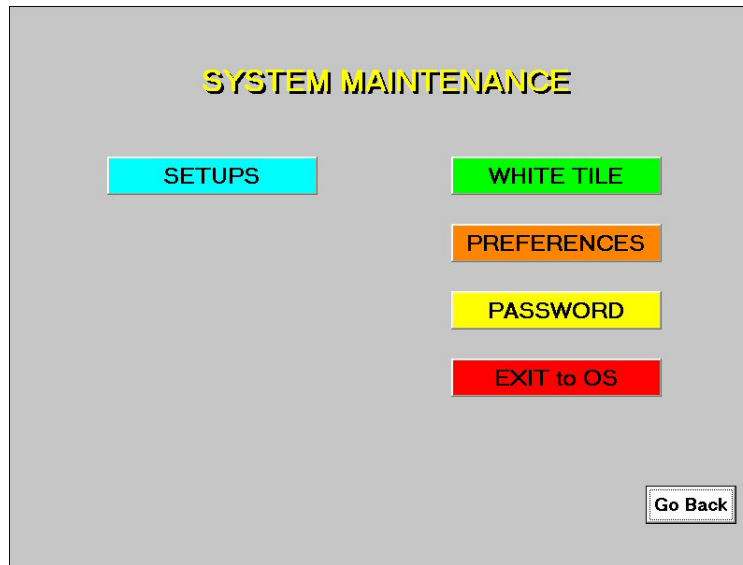 SYSTEM MAINTENANCE
SETUPS
WHITE TILE
PREFERENCES
PASSWORD
EXIT to OS
Go Back